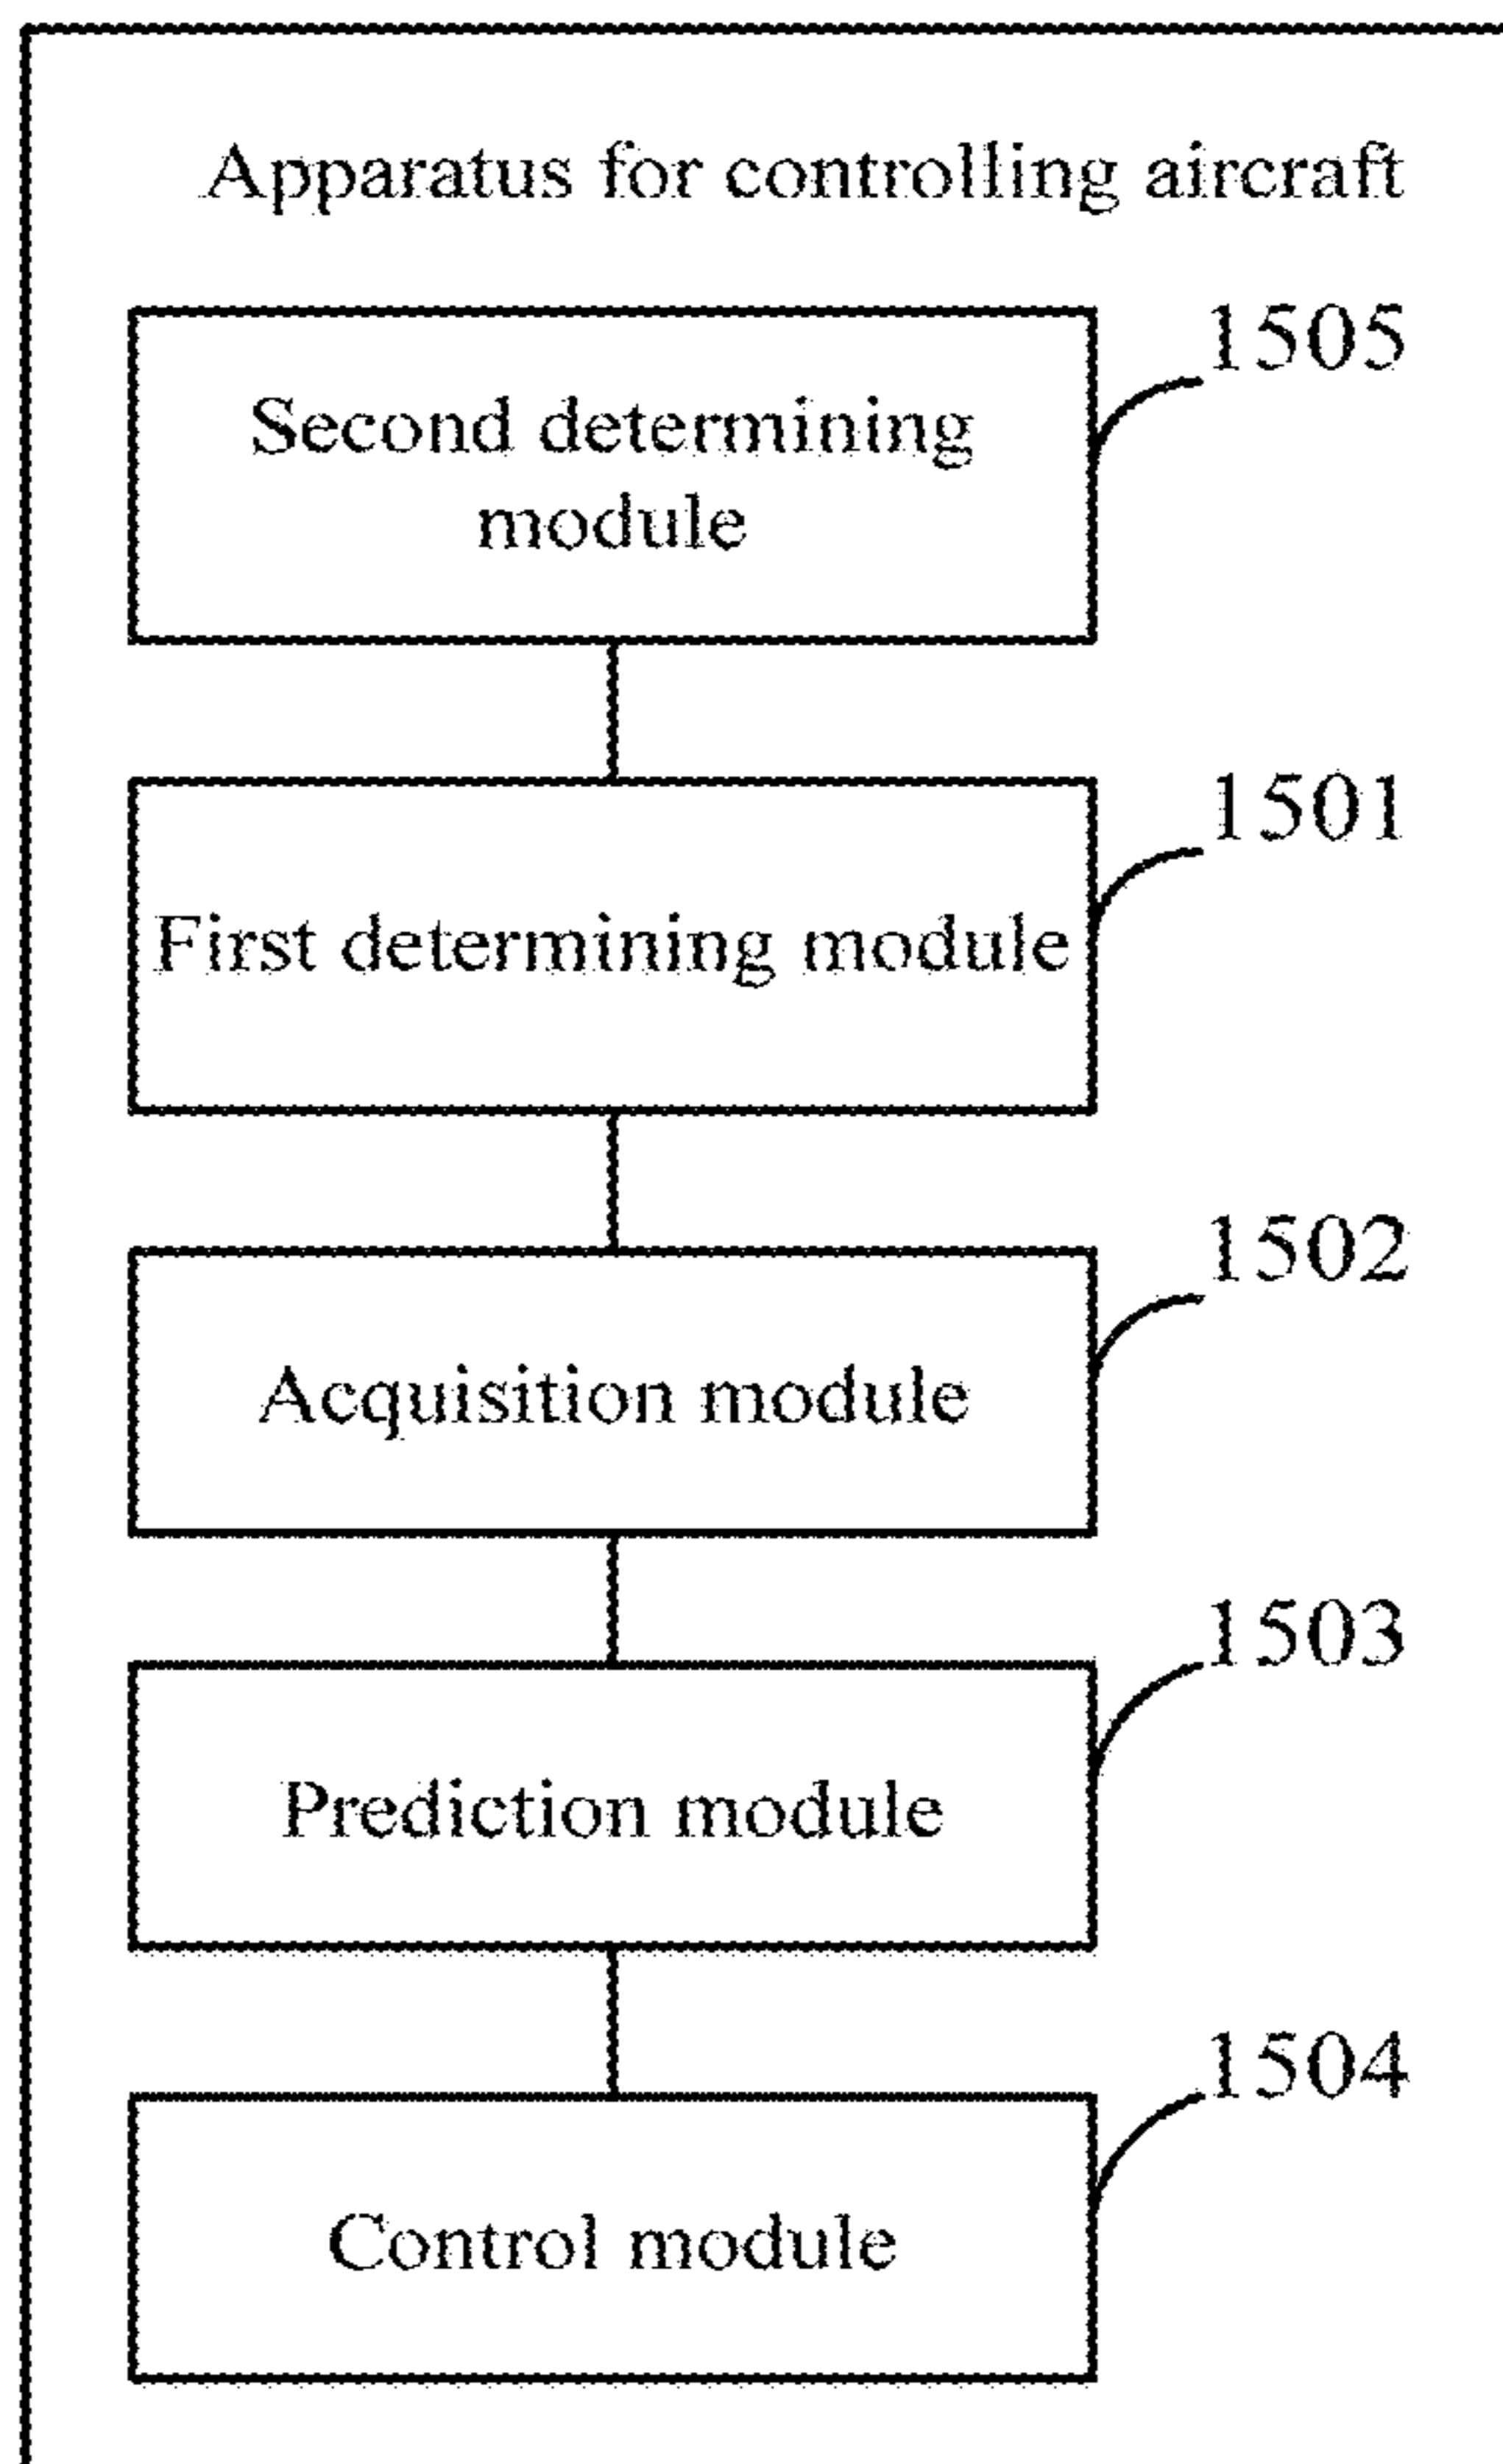 Apparatus for controlling aircraft
1505
Second determining
module
1501
First determining module
1502
Acquisition module
1503
Prediction module
1504
Control module